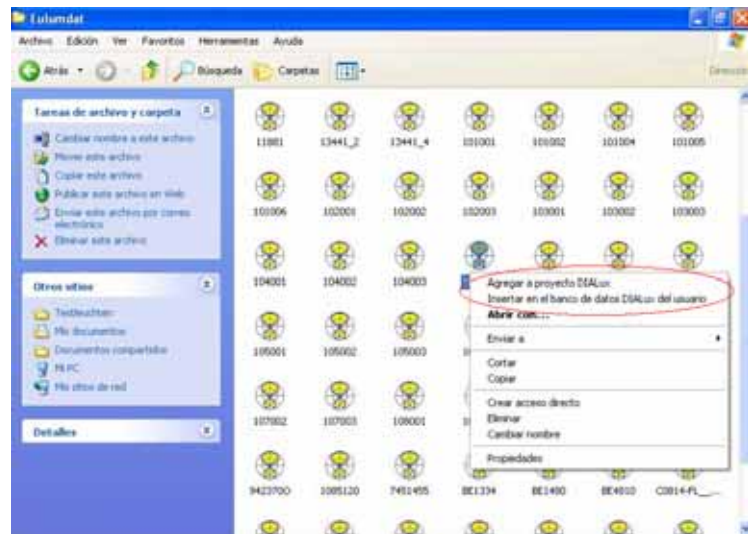 Eulumdat
Archivo Edición Ver Favoritos Herramientas Ayuda
Atrás Búsqueda Carpetas
Tareas de archivo y carpeta
Cambiar nombre a este archivo
Mover este archivo
Copiar este archivo
Publicar este archivo en Web
Enviar este archivo por correo
electrónico
Eliminar este archivo
Otros sitios
Testleuchten
Mis documentos
Documentos compartidos
Mi PC
Mis sitios de red
Detalles
11881 13441_2 13441_4 101001 101002 101004 101005
101006 102001 102002 102003 103001 103002 103003
104001 104002 104003
105001 105002 105003
107002 107003 108001
9423700 1085120 7451455 BE1334 BE1480 BE4010 C0814-FL__...
Agregar a proyecto DIALux
Insertar en el banco de datos DIALux del usuario
Abrir con...
Enviar a
Cortar
Copiar
Crear acceso directo
Eliminar
Cambiar nombre
Propiedades